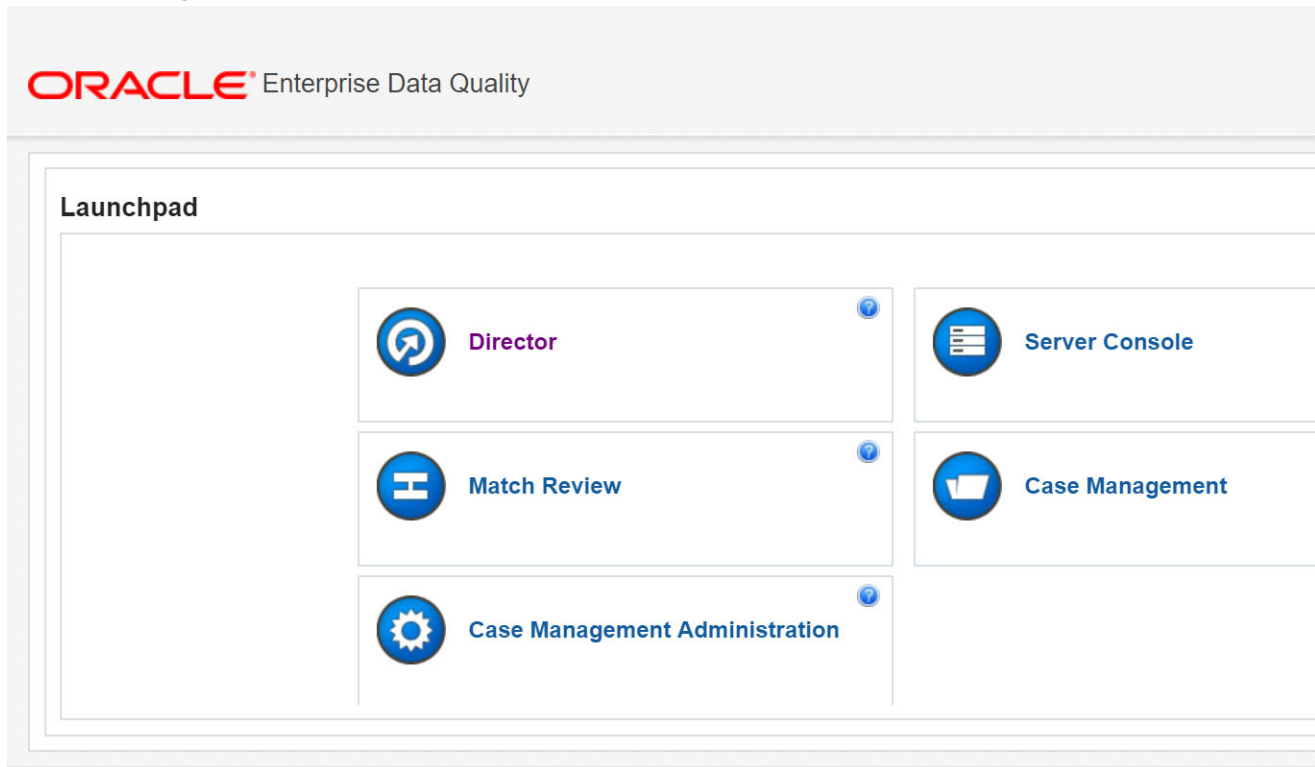 ORACLE® Enterprise Data Quality
Launchpad
Director
Server Console
Match Review
Case Management
Case Management Administration